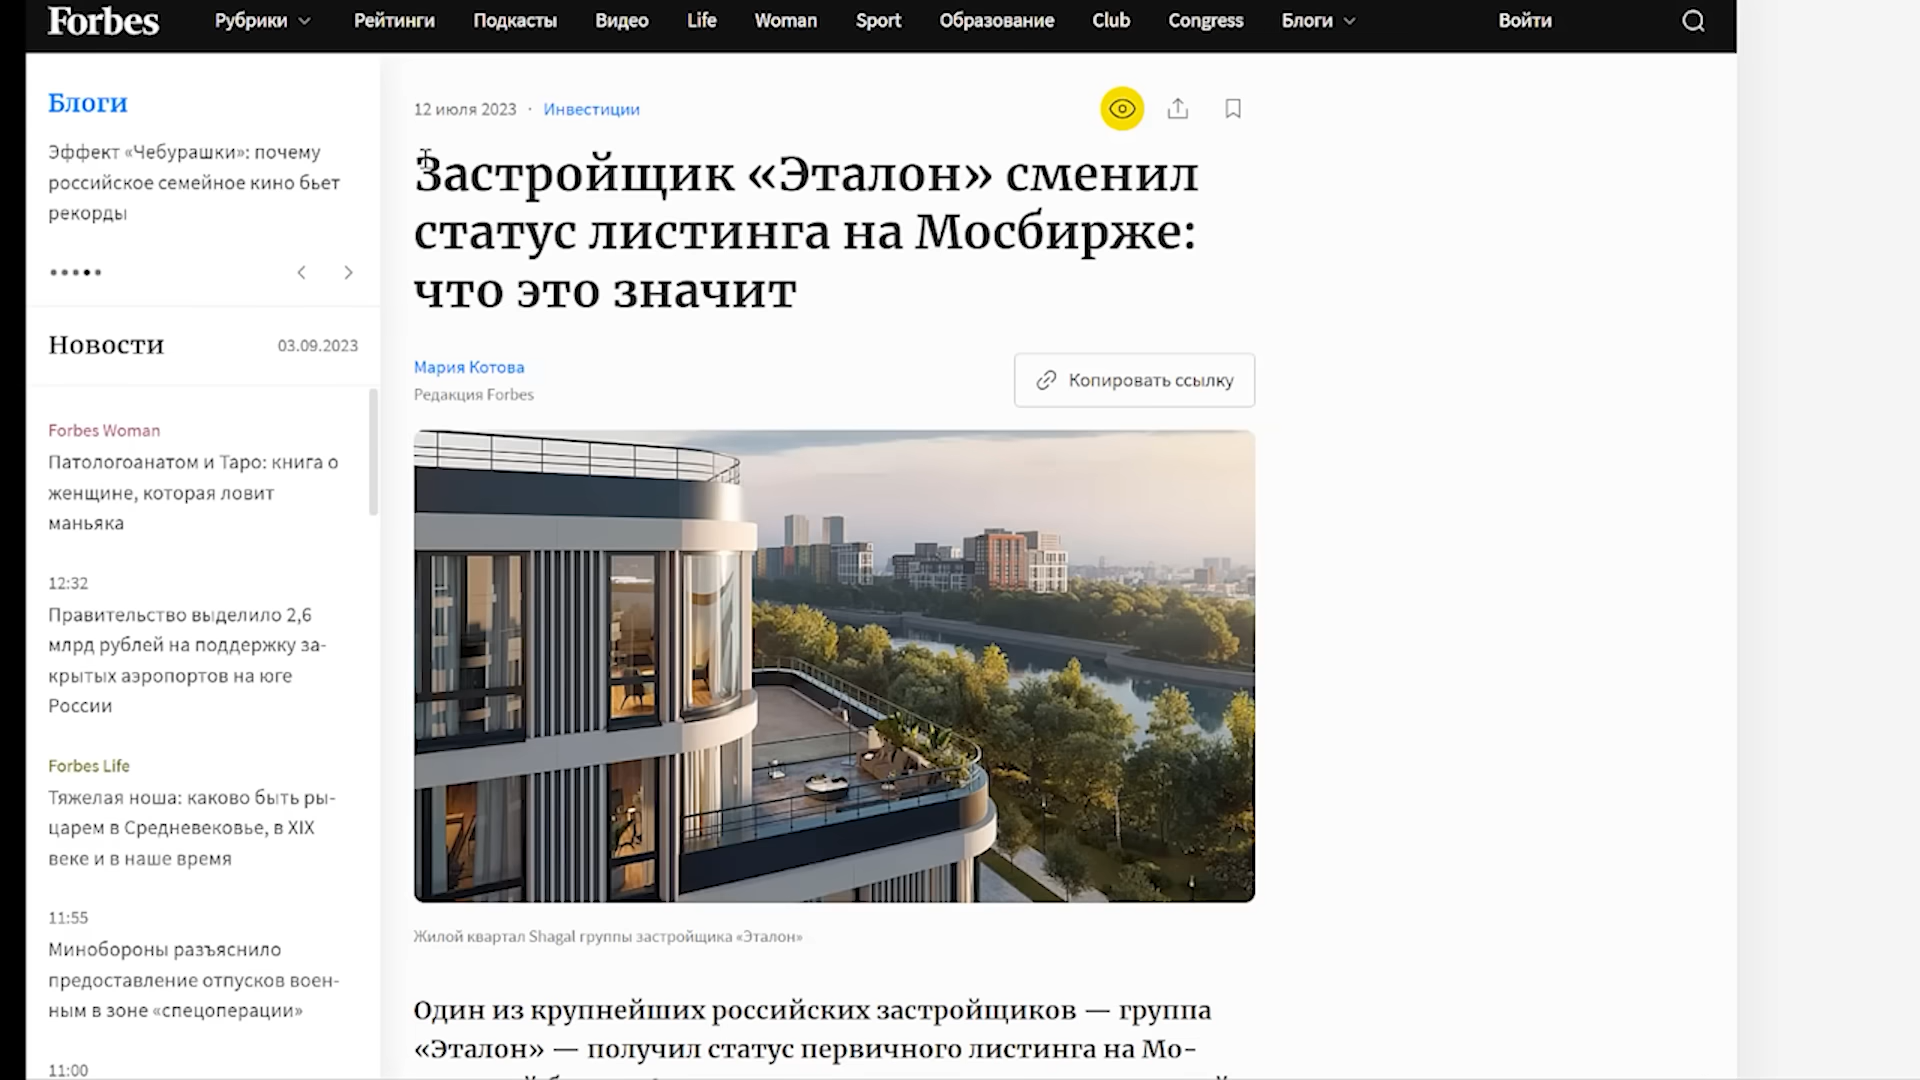 Forbes
Рубрики
Рейтинги
Подкасты
Видео
Life
Woman
Sport
Образование
Club
Congress
Блоги
Войти
Блоги
Эффект «Чебурашки»: почему
российское семейное кино бьет
рекорды
Новости
03.09.2023
Forbes Woman
Патологоанатом и Таро: книга о
женщине, которая ловит
маньяка
12:32
Правительство выделило 2,6
млрд рублей на поддержку за-
крытых аэропортов на юге
России
Forbes Life
Тяжелая ноша: каково быть ры-
царем в Средневековье, в XIX
веке и в наше время
11:55
Минобороны разъяснило
предоставление отпусков воен-
ным в зоне «спецоперации»
11:00
12 июля 2023 · Инвестиции
Застройщик «Эталон» сменил
статус листинга на Мосбирже:
что это значит
Мария Котова
Редакция Forbes
Копировать ссылку
Жилой квартал Shagal группы застройщика «Эталон»
Один из крупнейших российских застройщиков — группа
«Эталон» — получил статус первичного листинга на Мо-